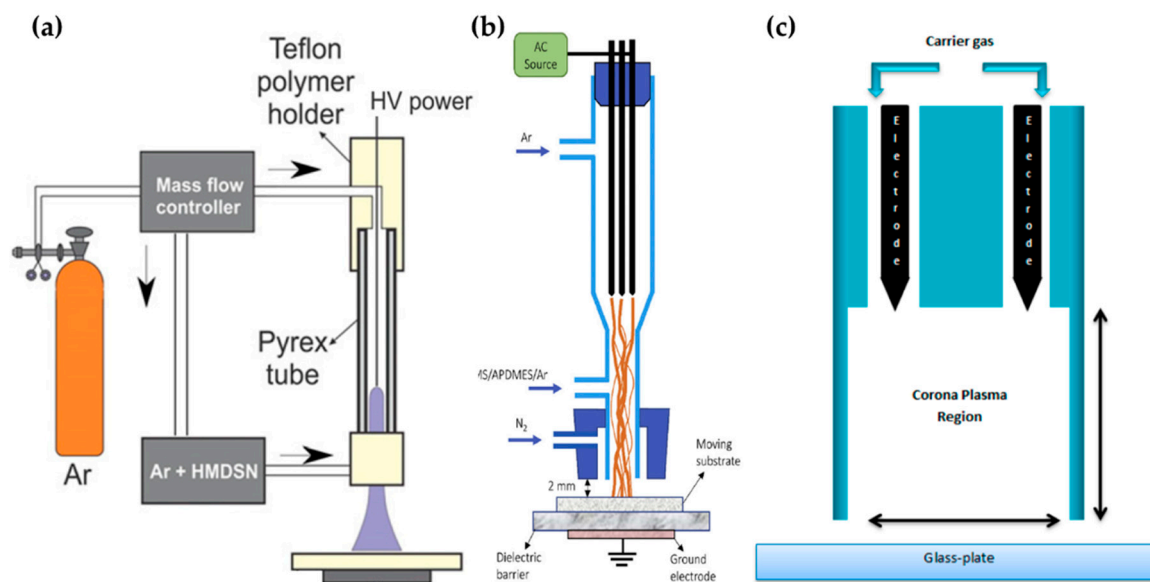 (a)
Teflon
polymer
holder
HV power
Mass flow
controller
Pyrex
tube
Ar + HMDSN
Ar
(b)
AC
Source
Ar
MS/APDMES/Ar
N₂
2 mm
Moving
substrate
Dielectric
barrier
Ground
electrode
(c)
Carrier gas
Electrode
Electrode
Corona Plasma
Region
Glass-plate